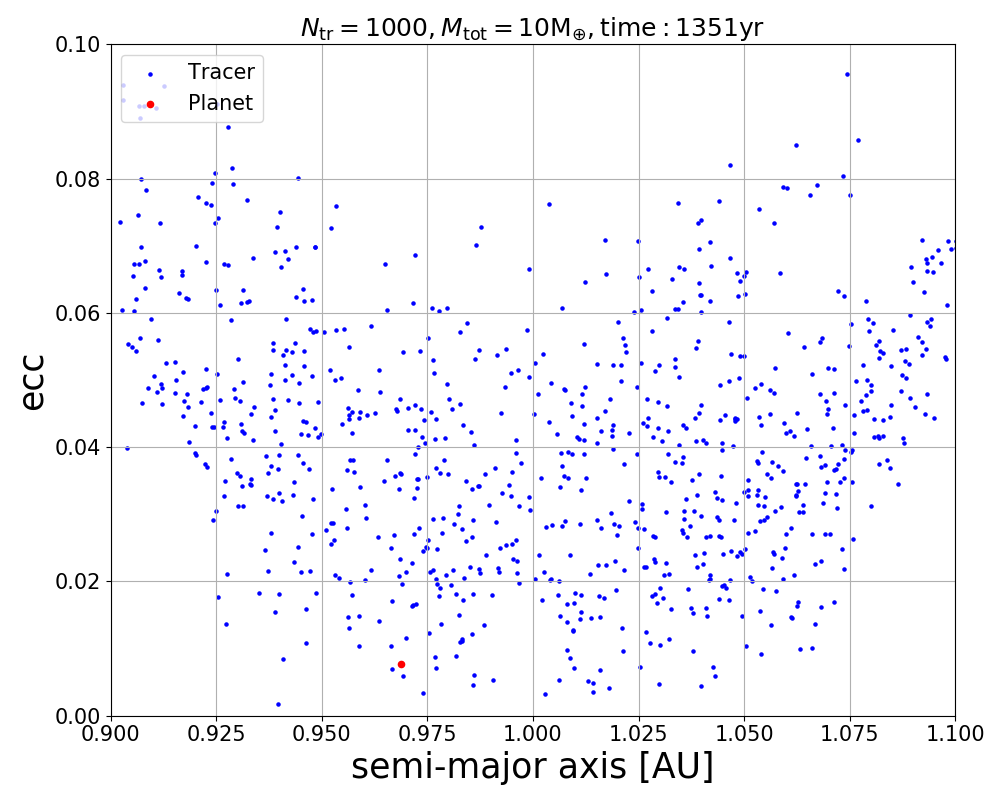 N_tr = 1000, M_tot = 10M_⊕, time : 1351yr
0.10
Tracer
Planet
0.08
0.06
ecc
0.04
0.02
0.00
0.900 0.925 0.950 0.975 1.000 1.025 1.050 1.075 1.100
semi-major axis [AU]